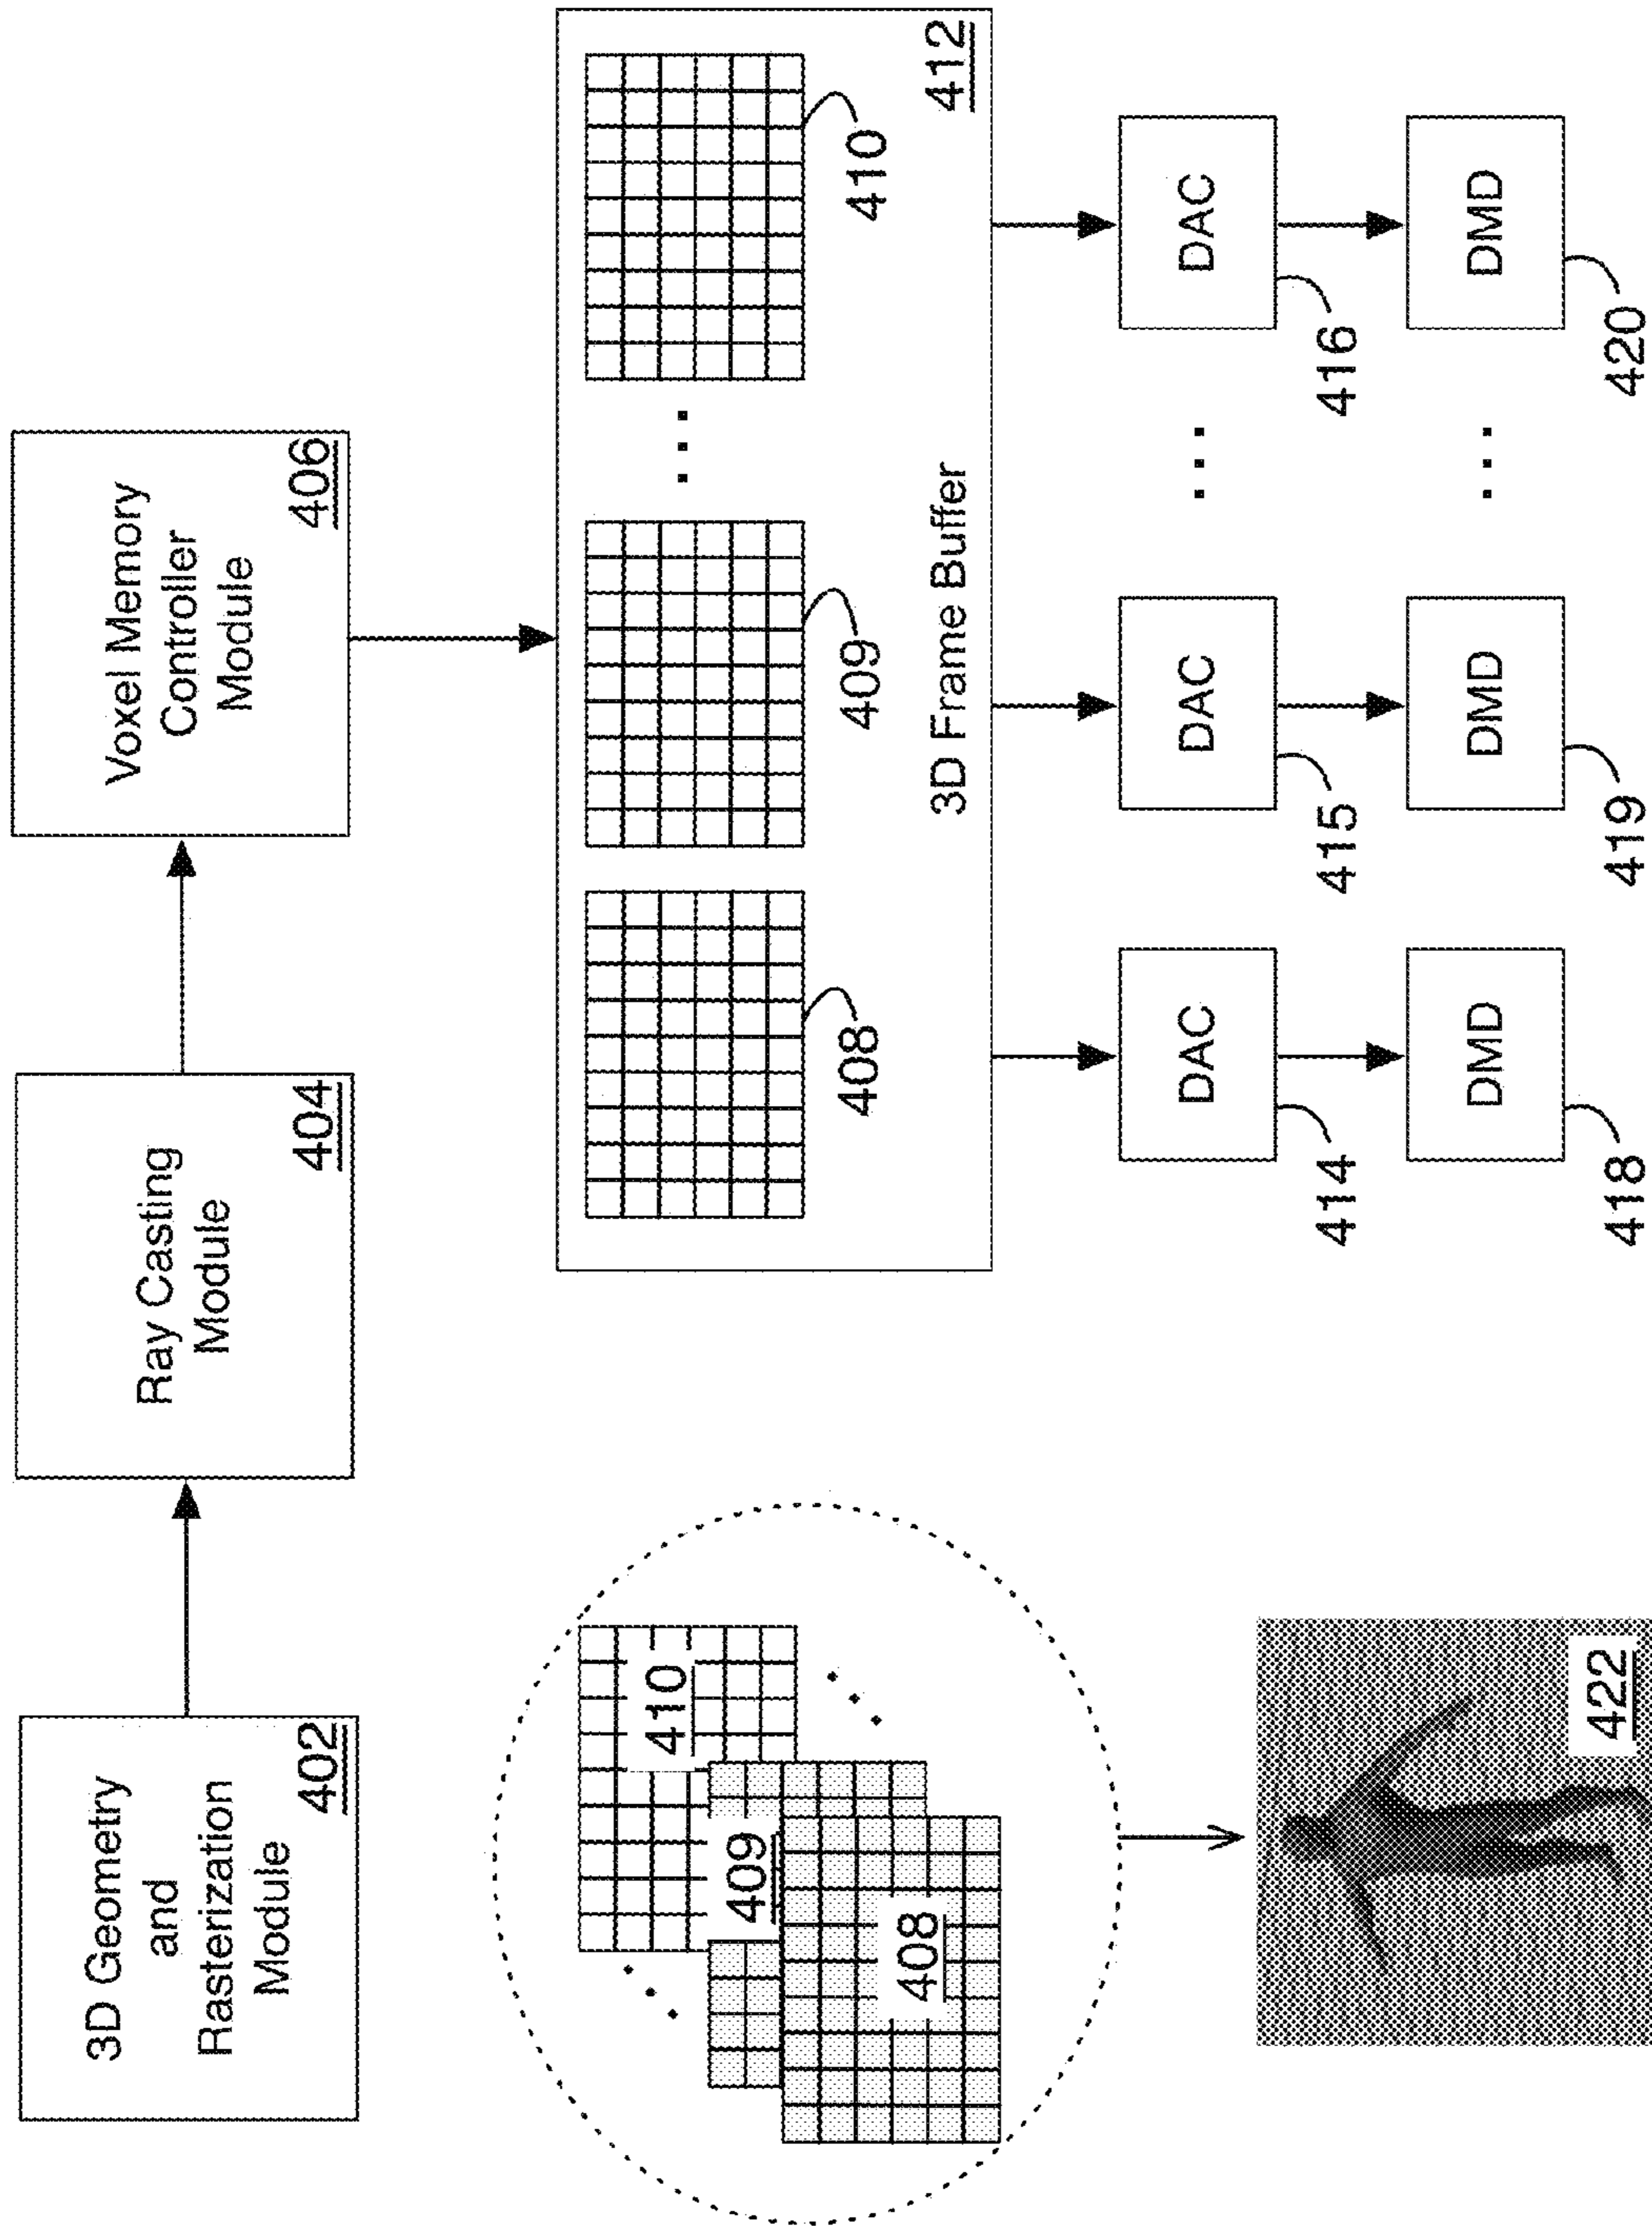 3D Geometry
and
Rasterization
Module
402
Ray Casting
Module
404
Voxel Memory
Controller
Module
406
410
409
408
408
409
410
3D Frame Buffer
412
DAC
414
DAC
415
...
DAC
416
DMD
418
DMD
419
...
DMD
420
422